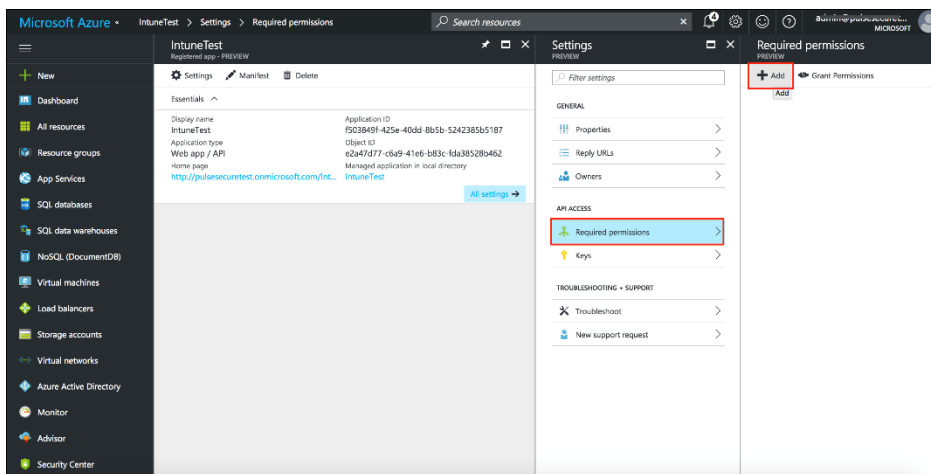 Microsoft Azure
IntuneTest > Settings > Required permissions
Search resources
MICROSOFT
New
Dashboard
All resources
Resource groups
App Services
SQL databases
SQL data warehouses
NoSQL (DocumentDB)
Virtual machines
Load balancers
Storage accounts
Virtual networks
Azure Active Directory
Monitor
Advisor
Security Center
IntuneTest
Registered app - PREVIEW
Settings Manifest Delete
Essentials
Display name
IntuneTest
Application type
Web app / API
Home page
http://pulsesecuretest.onmicrosoft.com/Int...
Application ID
f503849f-425e-40dd-8b5b-5242385b5187
Object ID
e2a47d77-c6a9-41e6-b83c-fda38528b462
Managed application in local directory
IntuneTest
All settings →
Settings
PREVIEW
Filter settings
GENERAL
Properties
Reply URLs
Owners
API ACCESS
Required permissions
Keys
TROUBLESHOOTING + SUPPORT
Troubleshoot
New support request
Required permissions
PREVIEW
Add Grant Permissions
Add